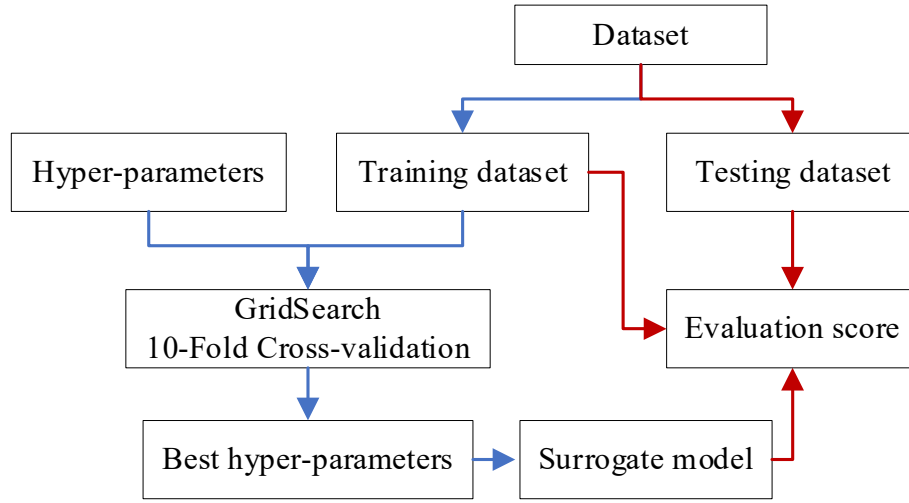 Dataset
Hyper-parameters
Training dataset
Testing dataset
GridSearch
10-Fold Cross-validation
Evaluation score
Best hyper-parameters
Surrogate model